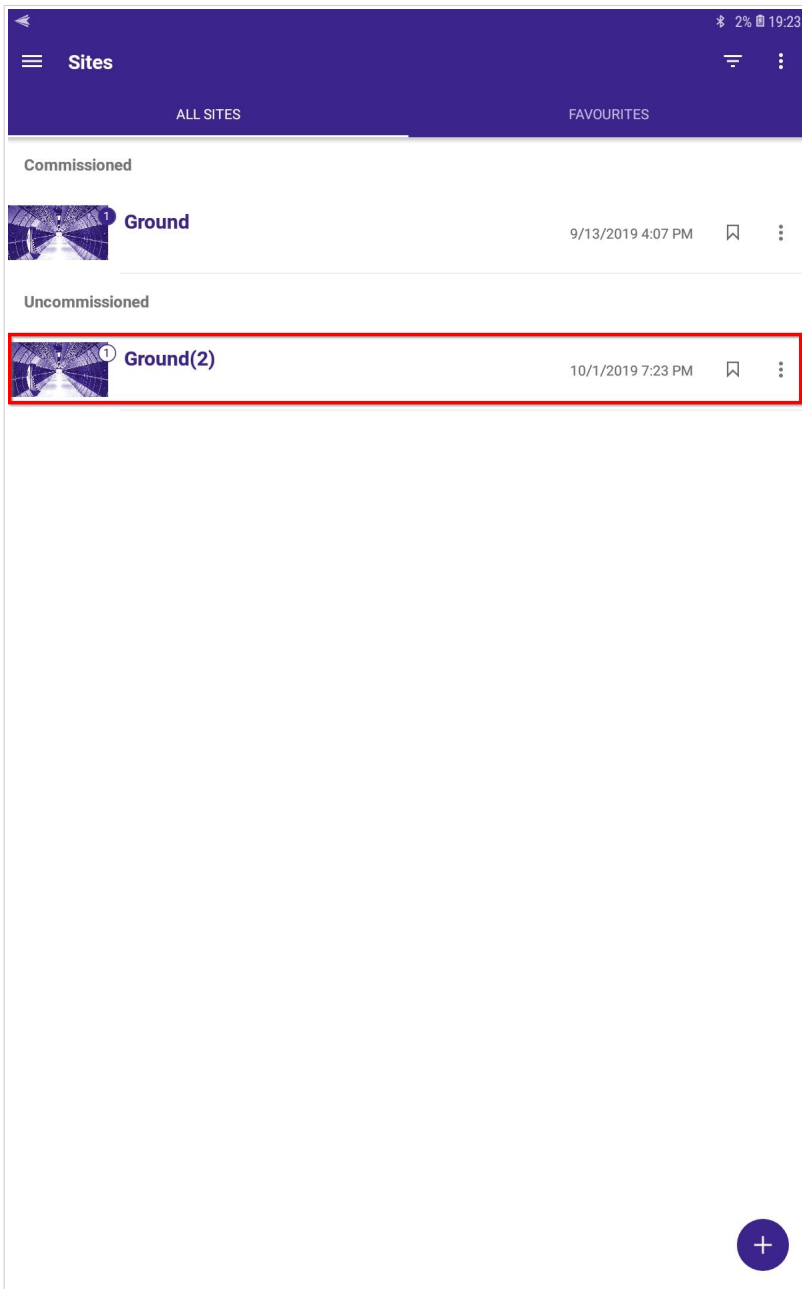 2% 19:23
Sites
ALL SITES FAVOURITES
Commissioned
1 Ground 9/13/2019 4:07 PM
Uncommissioned
1 Ground(2) 10/1/2019 7:23 PM